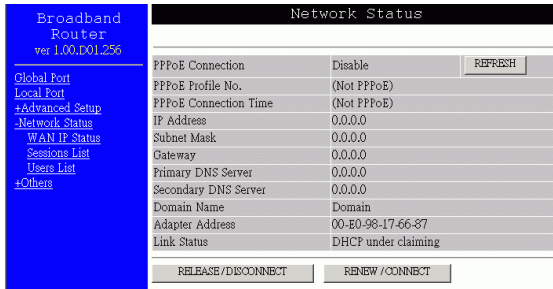 Broadband
Router
ver 1.00.D01.256
Global Port
Local Port
+Advanced Setup
-Network Status
WAN IP Status
Sessions List
Users List
+Others
Network Status
PPPoE Connection Disable REFRESH
PPPoE Profile No. (Not PPPoE)
PPPoE Connection Time (Not PPPoE)
IP Address 0.0.0.0
Subnet Mask 0.0.0.0
Gateway 0.0.0.0
Primary DNS Server 0.0.0.0
Secondary DNS Server 0.0.0.0
Domain Name Domain
Adapter Address 00-E0-98-17-66-87
Link Status DHCP under claiming
RELEASE / DISCONNECT RENEW / CONNECT